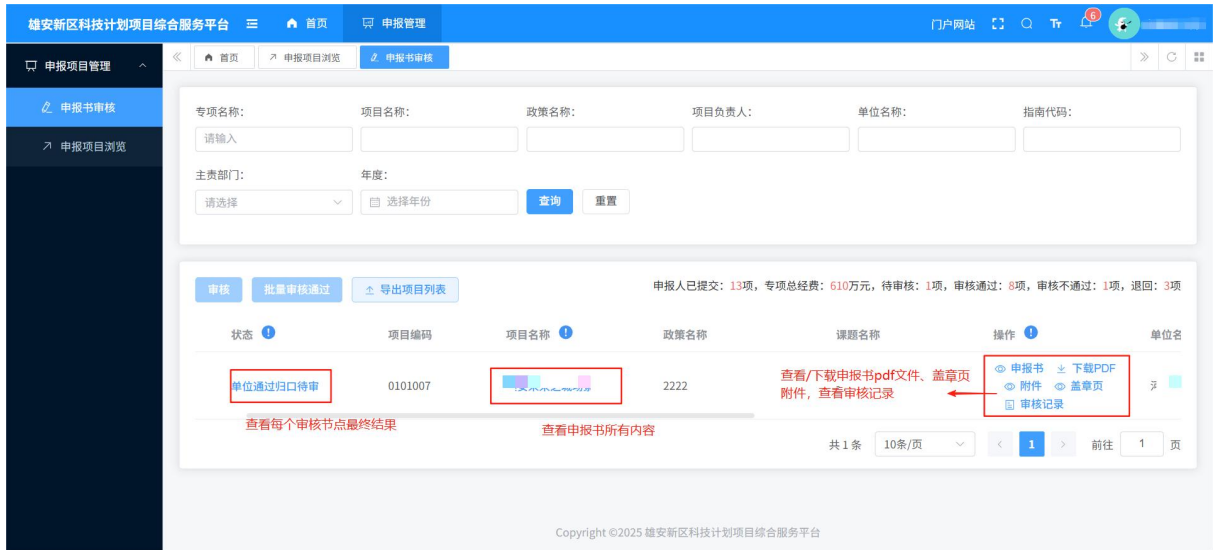 雄安新区科技计划项目综合服务平台 首页 申报管理 门户网站 Tт 6
申报项目管理 首页 申报项目浏览 申报书审核
申报书审核
申报项目浏览
专项名称： 项目名称： 政策名称： 项目负责人： 单位名称： 指南代码：
请输入
主责部门： 年度：
请选择 选择年份 查询 重置
审核 批量审核通过 导出项目列表 申报人已提交：13项，专项总经费：610万元，待审核：1项，审核通过：8项，审核不通过：1项，退回：3项
状态 项目编码 项目名称 政策名称 课题名称 操作 单位名
申报书 下载PDF
单位通过归口待审 0101007 2222 附件 盖章页
审核记录
查看/下载申报书pdf文件、盖章页
附件，查看审核记录
查看每个审核节点最终结果 查看申报书所有内容
共 1 条 10条/页 1 前往 1 页
Copyright ©2025 雄安新区科技计划项目综合服务平台